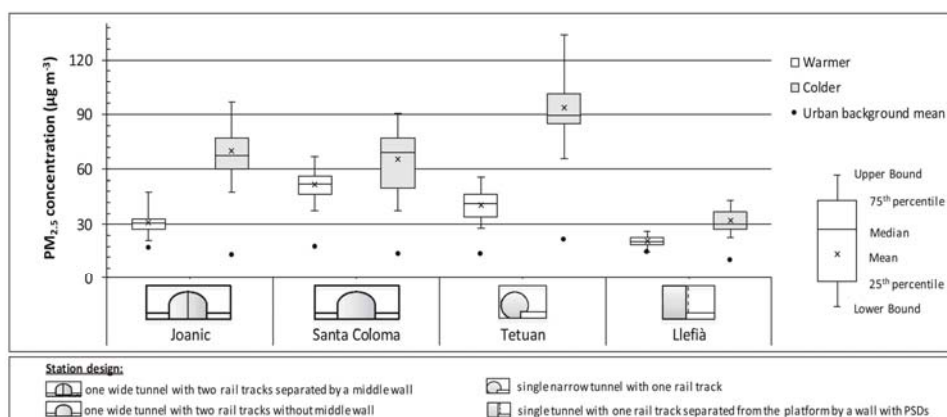 PM2.5 concentration (µg m-3)
120
90
60
30
0
Joanic
Santa Coloma
Tetuan
Llefià
Warmer
Colder
Urban background mean
Upper Bound
75th percentile
Median
Mean
25th percentile
Lower Bound
Station design:
one wide tunnel with two rail tracks separated by a middle wall
one wide tunnel with two rail tracks without middle wall
single narrow tunnel with one rail track
single tunnel with one rail track separated from the platform by a wall with PSDs